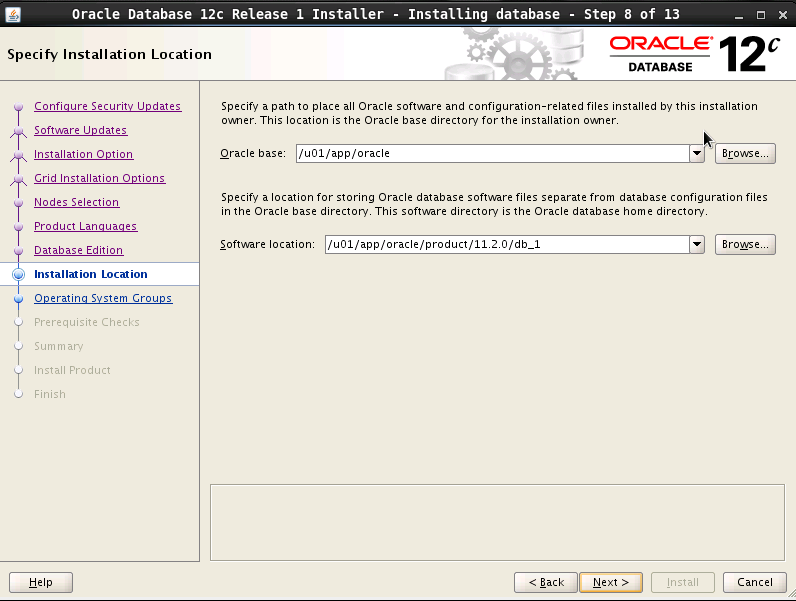 Oracle Database 12c Release 1 Installer - Installing database - Step 8 of 13
Specify Installation Location
ORACLE®
DATABASE
12c
Configure Security Updates
Software Updates
Installation Option
Grid Installation Options
Nodes Selection
Product Languages
Database Edition
Installation Location
Operating System Groups
Prerequisite Checks
Summary
Install Product
Finish
Specify a path to place all Oracle software and configuration-related files installed by this installation
owner. This location is the Oracle base directory for the installation owner.
Oracle base: /u01/app/oracle Browse...
Specify a location for storing Oracle database software files separate from database configuration files
in the Oracle base directory. This software directory is the Oracle database home directory.
Software location: /u01/app/oracle/product/11.2.0/db_1 Browse...
Help < Back Next > Install Cancel